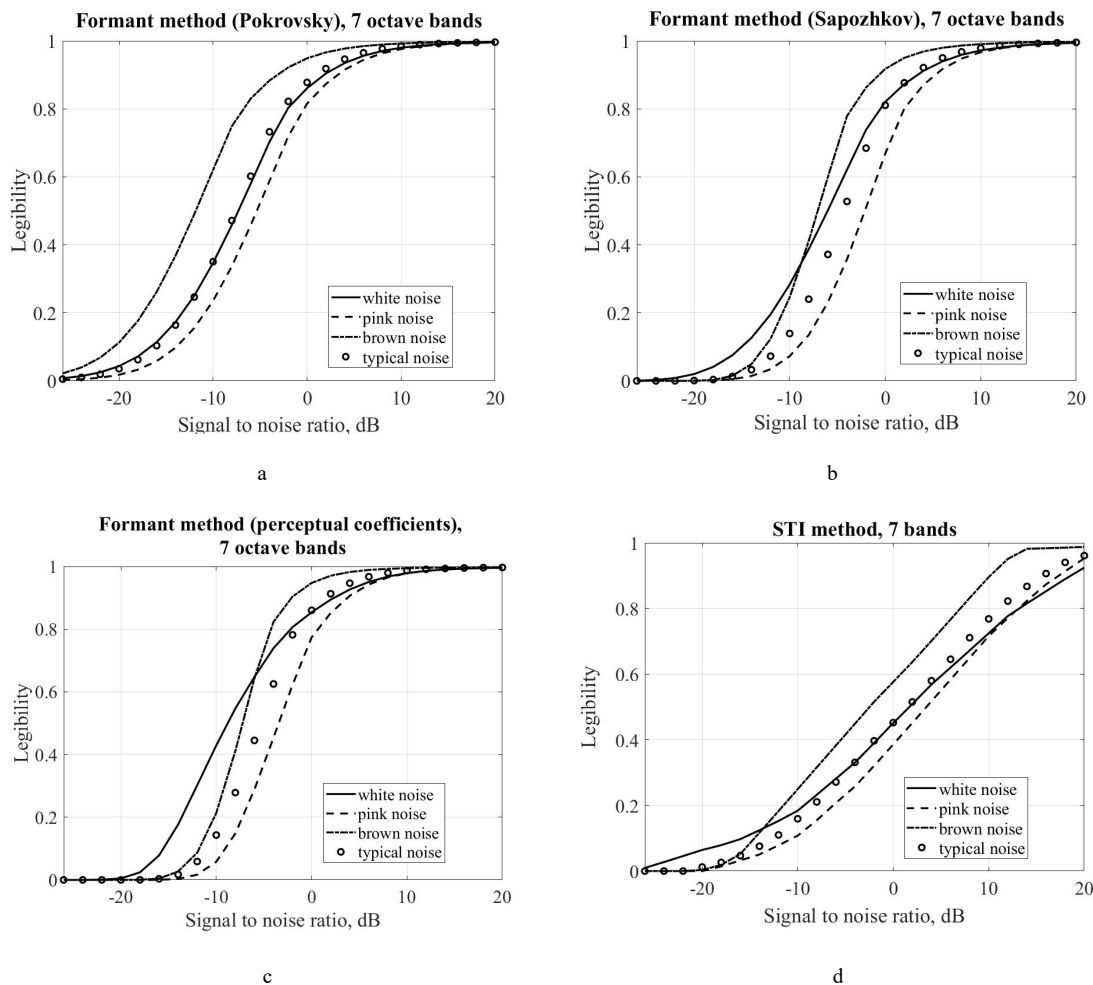 Formant method (Pokrovsky), 7 octave bands
1
0.8
0.6
0.4
0.2
0
Legibility
white noise
pink noise
brown noise
typical noise
-20
-10
0
10
20
Signal to noise ratio, dB
a
Formant method (Sapozhkov), 7 octave bands
1
0.8
0.6
0.4
0.2
0
Legibility
white noise
pink noise
brown noise
typical noise
-20
-10
0
10
20
Signal to noise ratio, dB
b
Formant method (perceptual coefficients),
7 octave bands
1
0.8
0.6
0.4
0.2
0
Legibility
white noise
pink noise
brown noise
typical noise
-20
-10
0
10
20
Signal to noise ratio, dB
c
STI method, 7 bands
1
0.8
0.6
0.4
0.2
0
Legibility
white noise
pink noise
brown noise
typical noise
-20
-10
0
10
20
Signal to noise ratio, dB
d